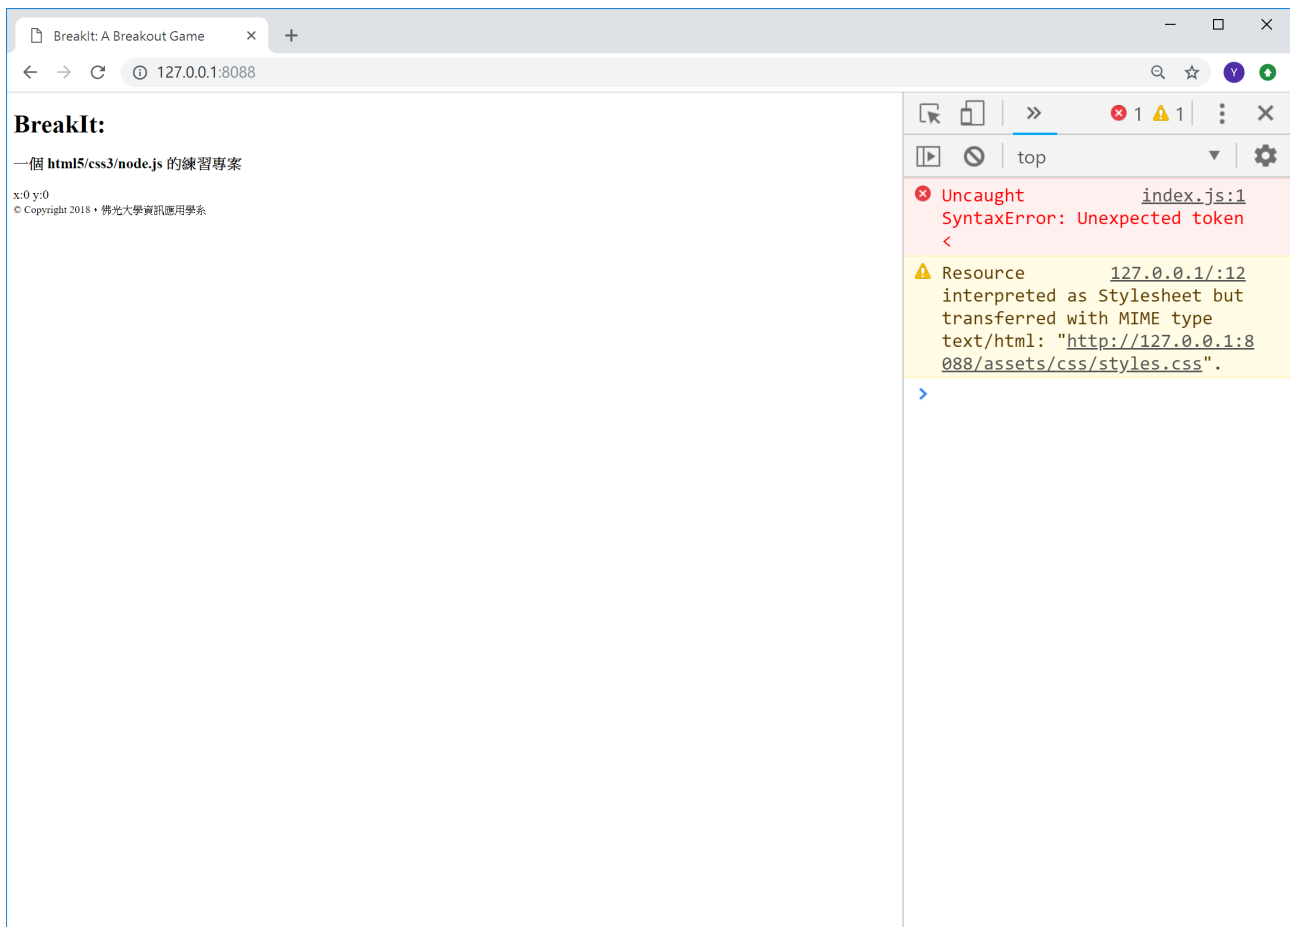 BreakIt: A Breakout Game
127.0.0.1:8088
Y
BreakIt:
一個 html5/css3/node.js 的練習專案
x:0 y:0
© Copyright 2018，佛光大學資訊應用學系
1 1
top
Uncaught index.js:1
SyntaxError: Unexpected token
<
Resource 127.0.0.1/:12
interpreted as Stylesheet but
transferred with MIME type
text/html: "http://127.0.0.1:8
088/assets/css/styles.css".